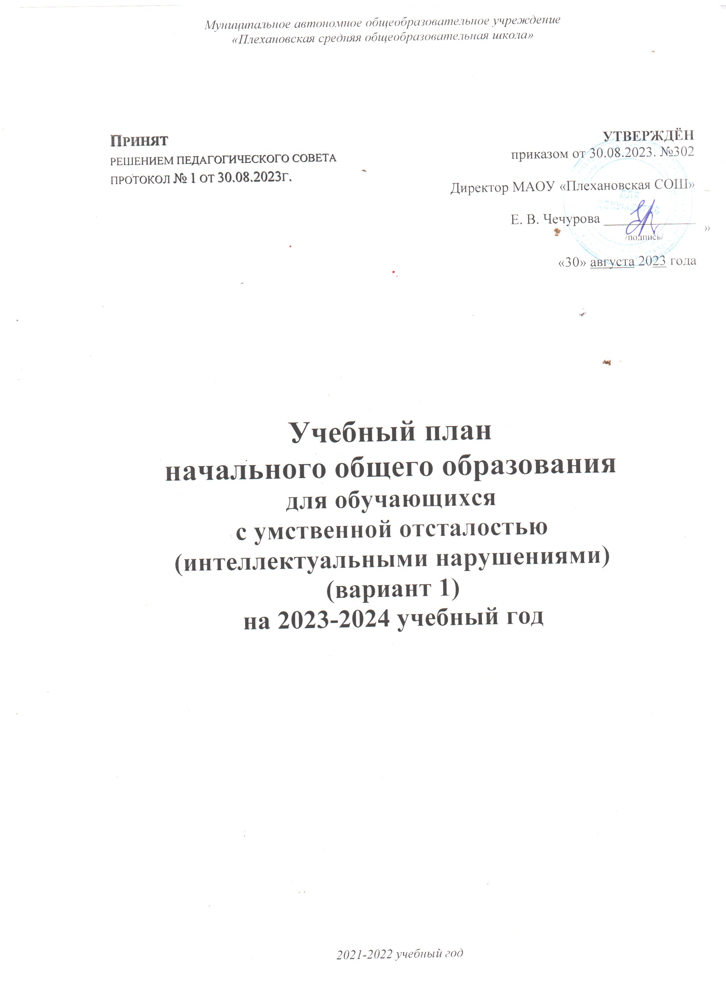 Муниципальное автономное общеобразовательное учреждение
«Плехановская средняя общеобразовательная школа»
ПРИНЯТ
РЕШЕНИЕМ ПЕДАГОГИЧЕСКОГО СОВЕТА
ПРОТОКОЛ № 1 ОТ 30.08.2023г.
УТВЕРЖДЁН
приказом от 30.08.2023. №302
Директор МАОУ «Плехановская СОШ» _
Е. В. Чечурова _______________ »
/подпись/
«30» августа 2023 года
Учебный план
начального общего образования
для обучающихся
с умственной отсталостью
(интеллектуальными нарушениями)
(вариант 1)
на 2023-2024 учебный год
2021-2022 учебный год